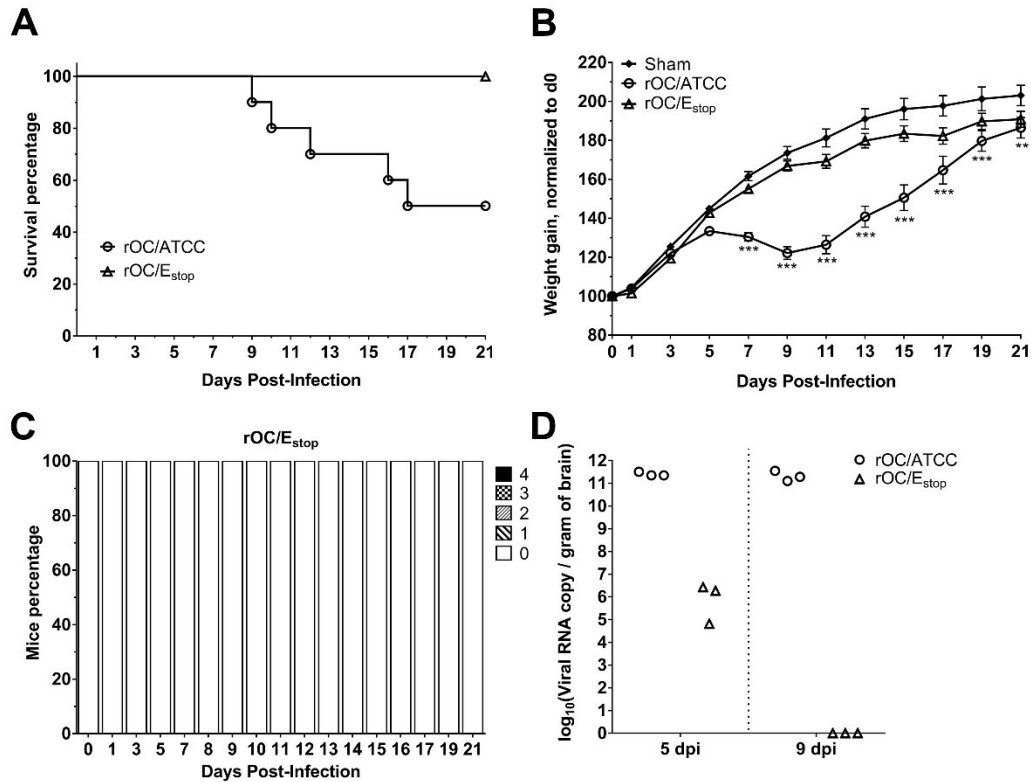 A
Survival percentage
100
80
60
40
20
0
rOC/ATCC
rOC/Estop
1 3 5 7 9 11 13 15 17 19 21
Days Post-Infection
B
Weight gain, normalized to d0
220
200
180
160
140
120
100
80
Sham
rOC/ATCC
rOC/Estop
***
***
***
***
***
***
***
**
0 1 3 5 7 9 11 13 15 17 19 21
Days Post-Infection
C
rOC/Estop
Mice percentage
100
80
60
40
20
0
4
3
2
1
0
0 1 3 5 7 8 9 10 11 12 13 14 15 16 17 19 21
Days Post-Infection
D
log10(Viral RNA copy / gram of brain)
12
11
10
9
8
7
6
5
4
3
2
1
0
rOC/ATCC
rOC/Estop
5 dpi 9 dpi